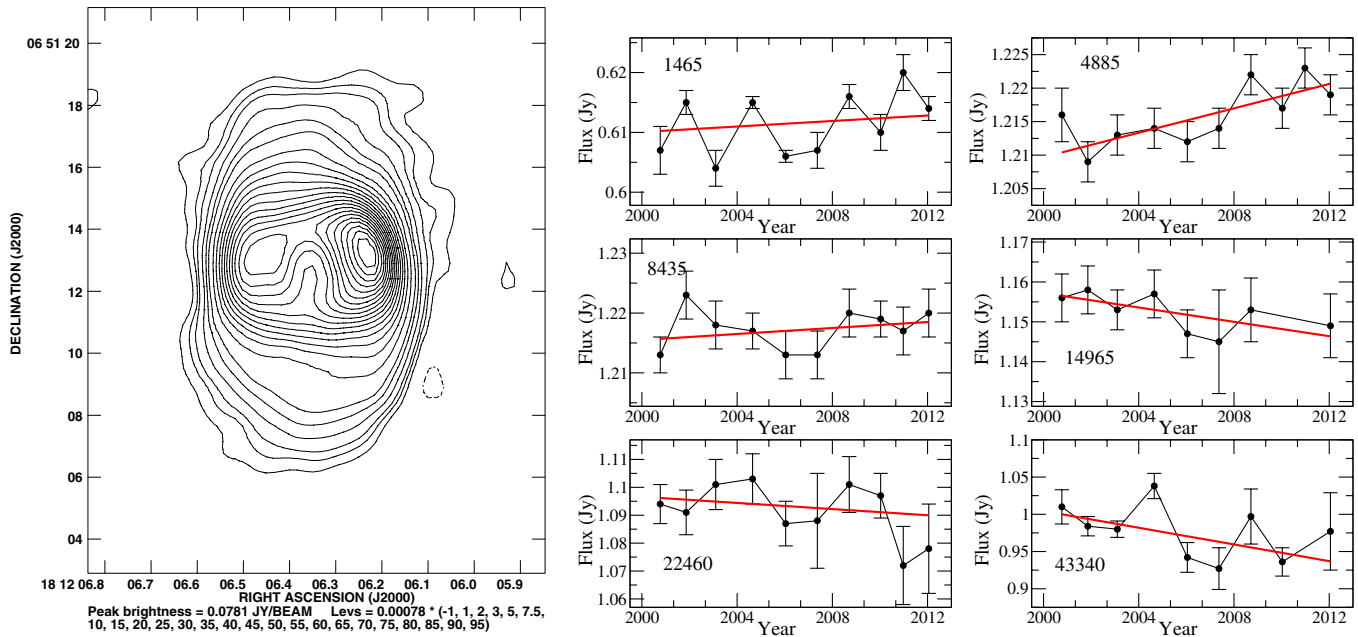 06 51 20
18
16
14
12
10
08
06
04
DECLINATION (J2000)
18 12 06.8 06.7 06.6 06.5 06.4 06.3 06.2 06.1 06.0 05.9
RIGHT ASCENSION (J2000)
Peak brightness = 0.0781 JY/BEAM Levs = 0.00078 * (-1, 1, 2, 3, 5, 7.5,
10, 15, 20, 25, 30, 35, 40, 45, 50, 55, 60, 65, 70, 75, 80, 85, 90, 95)
1465
0.62
0.61
0.6
Flux (Jy)
2000 2004 2008 2012
Year
4885
1.225
1.22
1.215
1.21
1.205
Flux (Jy)
2000 2004 2008 2012
Year
8435
1.23
1.22
1.21
Flux (Jy)
2000 2004 2008 2012
Year
14965
1.17
1.16
1.15
1.14
1.13
Flux (Jy)
2000 2004 2008 2012
Year
22460
1.11
1.1
1.09
1.08
1.07
1.06
Flux (Jy)
2000 2004 2008 2012
Year
43340
1.1
1.05
1
0.95
0.9
Flux (Jy)
2000 2004 2008 2012
Year